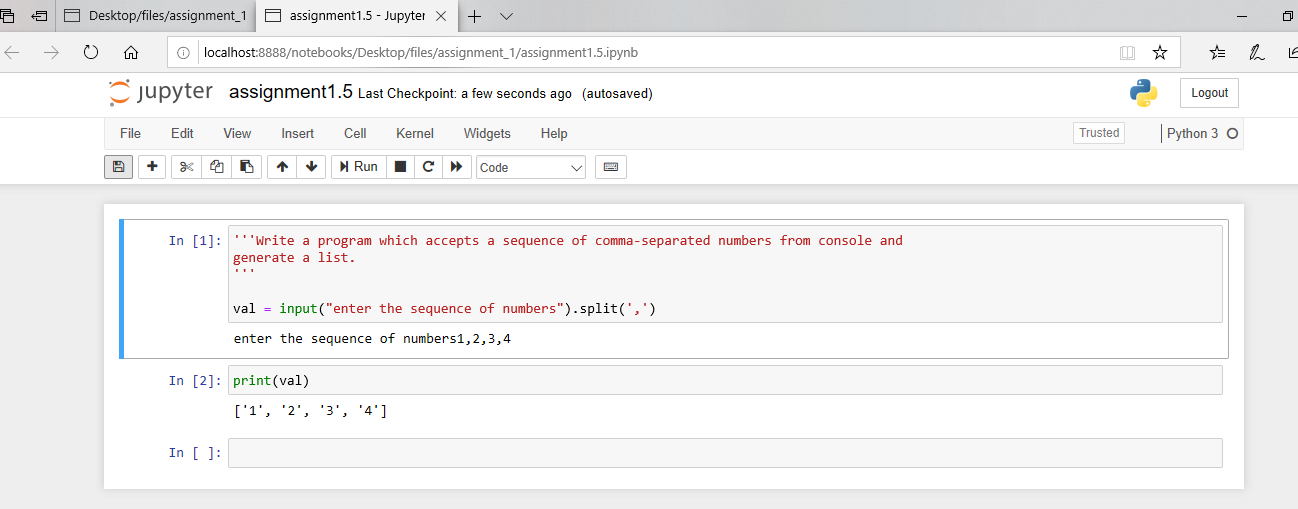 Desktop/files/assignment_1
assignment1.5 - Jupyter
localhost:8888/notebooks/Desktop/files/assignment_1/assignment1.5.ipynb
jupyter assignment1.5 Last Checkpoint: a few seconds ago (autosaved)
Logout
File Edit View Insert Cell Kernel Widgets Help
Trusted
Python 3
Run
Code
In [1]: '''Write a program which accepts a sequence of comma-separated numbers from console and
generate a list.
'''
val = input("enter the sequence of numbers").split(',')
enter the sequence of numbers1,2,3,4
In [2]: print(val)
['1', '2', '3', '4']
In [ ]: